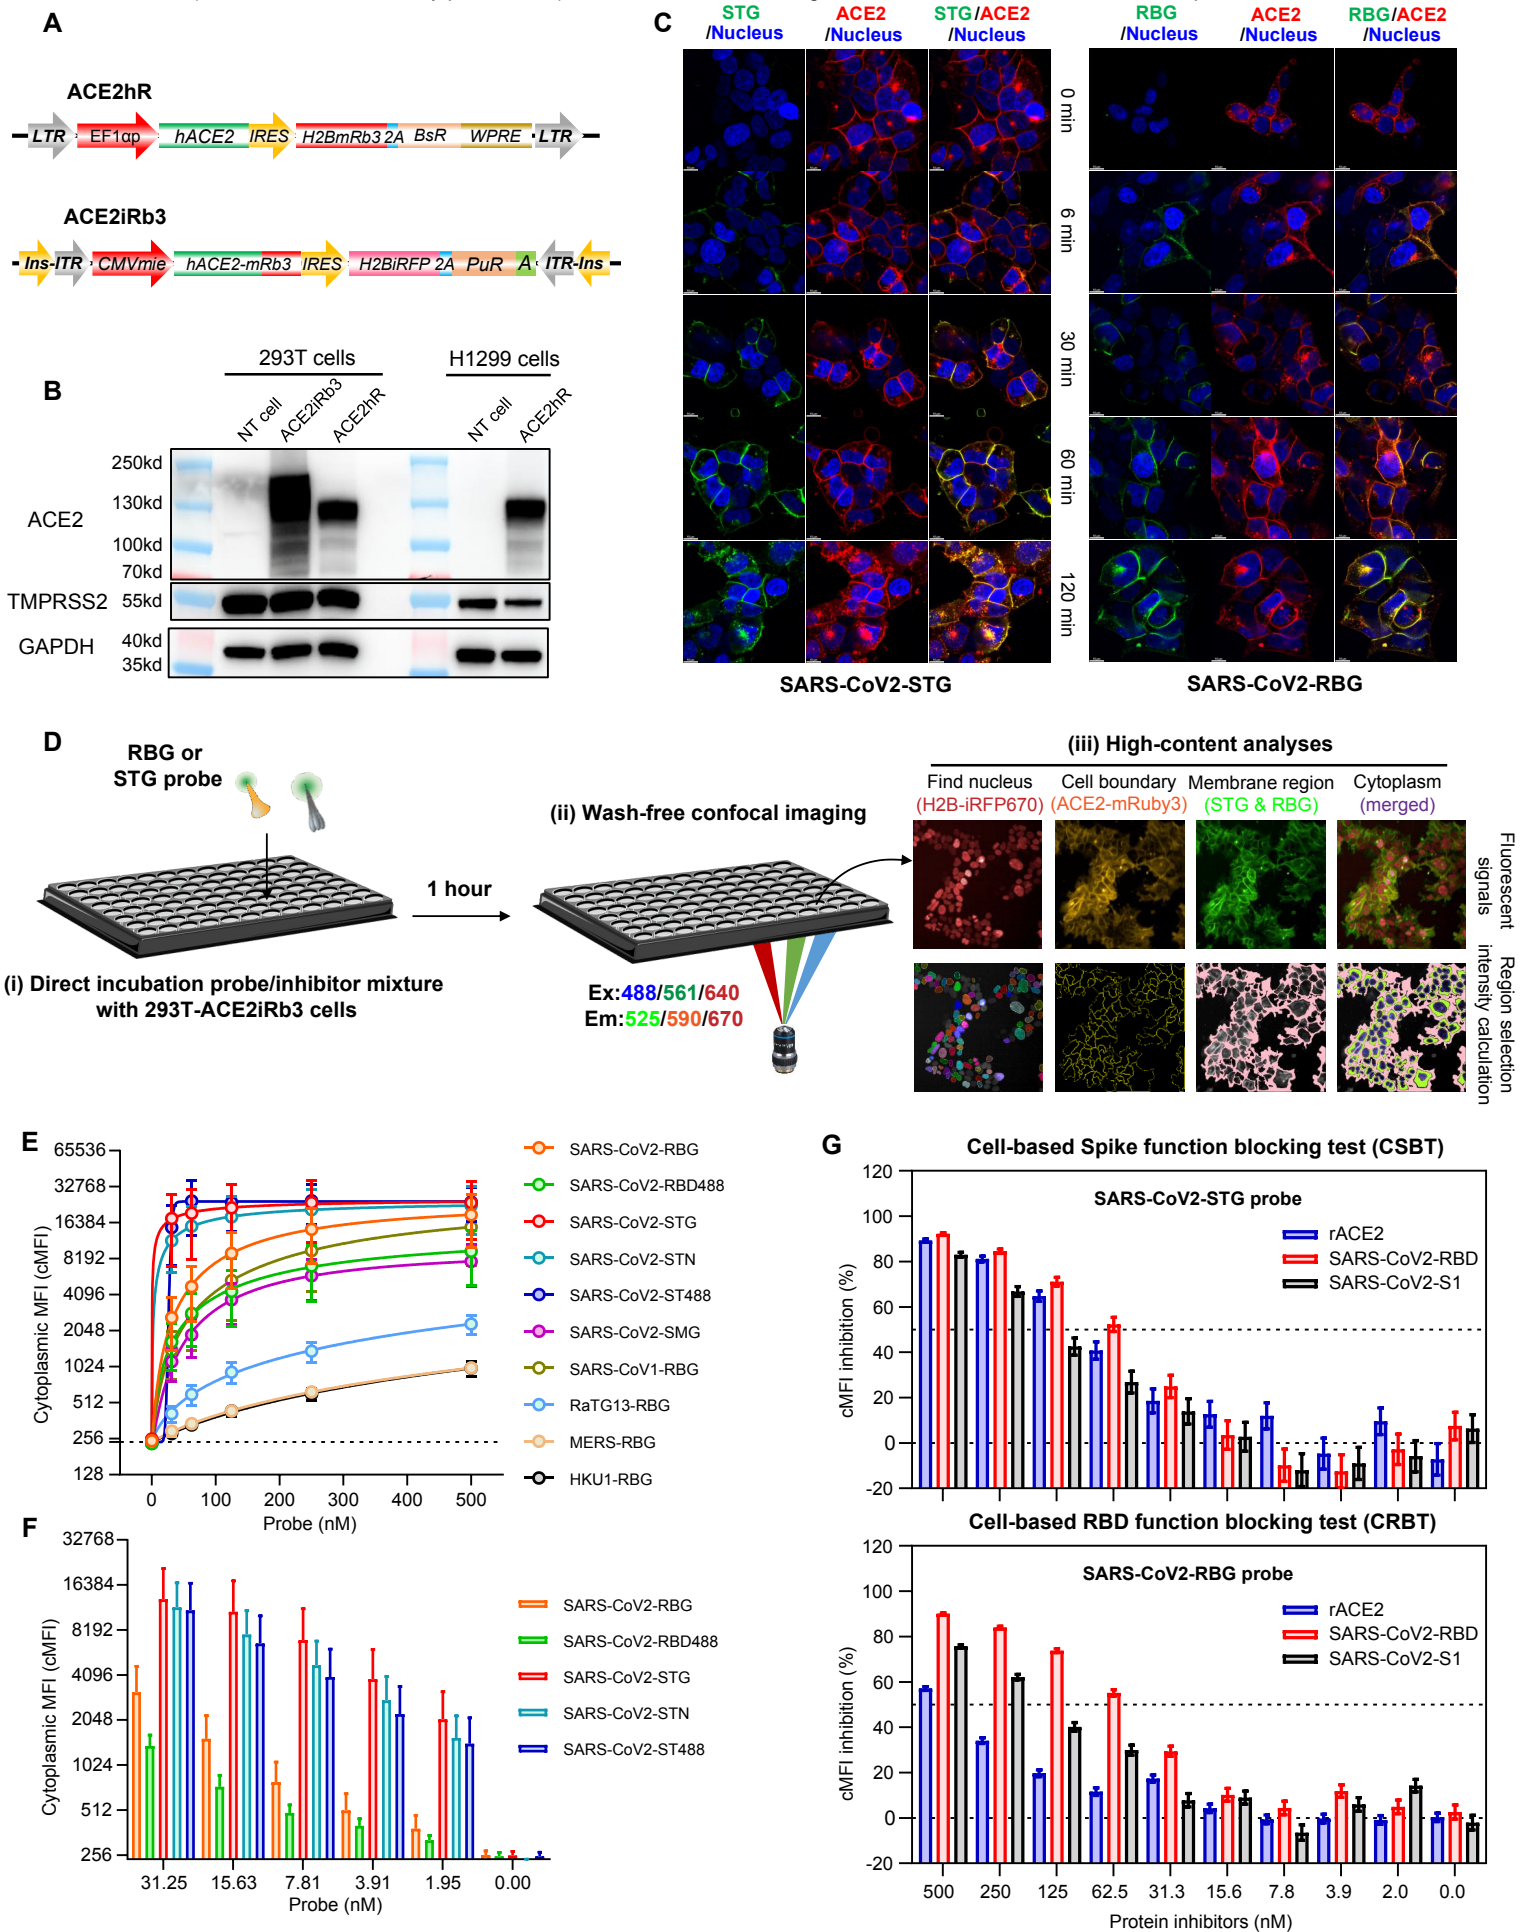 A
ACE2hR
LTR EF1αp hACE2 IRES H2BmRb3 2A BsR WPRE LTR
ACE2iRb3
Ins-ITR CMVmie hACE2-mRb3 IRES H2BiRFP 2A PuR A ITR-Ins
B
293T cells H1299 cells
NT cell ACE2iRb3 ACE2hR NT cell ACE2hR
250kd
130kd
ACE2
100kd
70kd
TMPRSS2 55kd
GAPDH 40kd
35kd
C
STG ACE2 STG/ACE2 RBG ACE2 RBG/ACE2
/Nucleus /Nucleus /Nucleus /Nucleus /Nucleus /Nucleus
0 min
6 min
30 min
60 min
120 min
SARS-CoV2-STG SARS-CoV2-RBG
D
RBG or
STG probe
1 hour
(i) Direct incubation probe/inhibitor mixture
with 293T-ACE2iRb3 cells
(ii) Wash-free confocal imaging
Ex:488/561/640
Em:525/590/670
(iii) High-content analyses
Find nucleus Cell boundary Membrane region Cytoplasm
(H2B-iRFP670) (ACE2-mRuby3) (STG & RBG) (merged)
Fluorescent
signals
Region selection
intensity calculation
E
Cytoplasmic MFI (cMFI)
65536
32768
16384
8192
4096
2048
1024
512
256
128
0 100 200 300 400 500
Probe (nM)
SARS-CoV2-RBG
SARS-CoV2-RBD488
SARS-CoV2-STG
SARS-CoV2-STN
SARS-CoV2-ST488
SARS-CoV2-SMG
SARS-CoV1-RBG
RaTG13-RBG
MERS-RBG
HKU1-RBG
F
Cytoplasmic MFI (cMFI)
32768
16384
8192
4096
2048
1024
512
256
31.25 15.63 7.81 3.91 1.95 0.00
Probe (nM)
SARS-CoV2-RBG
SARS-CoV2-RBD488
SARS-CoV2-STG
SARS-CoV2-STN
SARS-CoV2-ST488
G
Cell-based Spike function blocking test (CSBT)
SARS-CoV2-STG probe
cMFI inhibition (%)
120
100
80
60
40
20
0
-20
rACE2
SARS-CoV2-RBD
SARS-CoV2-S1
Cell-based RBD function blocking test (CRBT)
SARS-CoV2-RBG probe
cMFI inhibition (%)
120
100
80
60
40
20
0
-20
rACE2
SARS-CoV2-RBD
SARS-CoV2-S1
500 250 125 62.5 31.3 15.6 7.8 3.9 2.0 0.0
Protein inhibitors (nM)